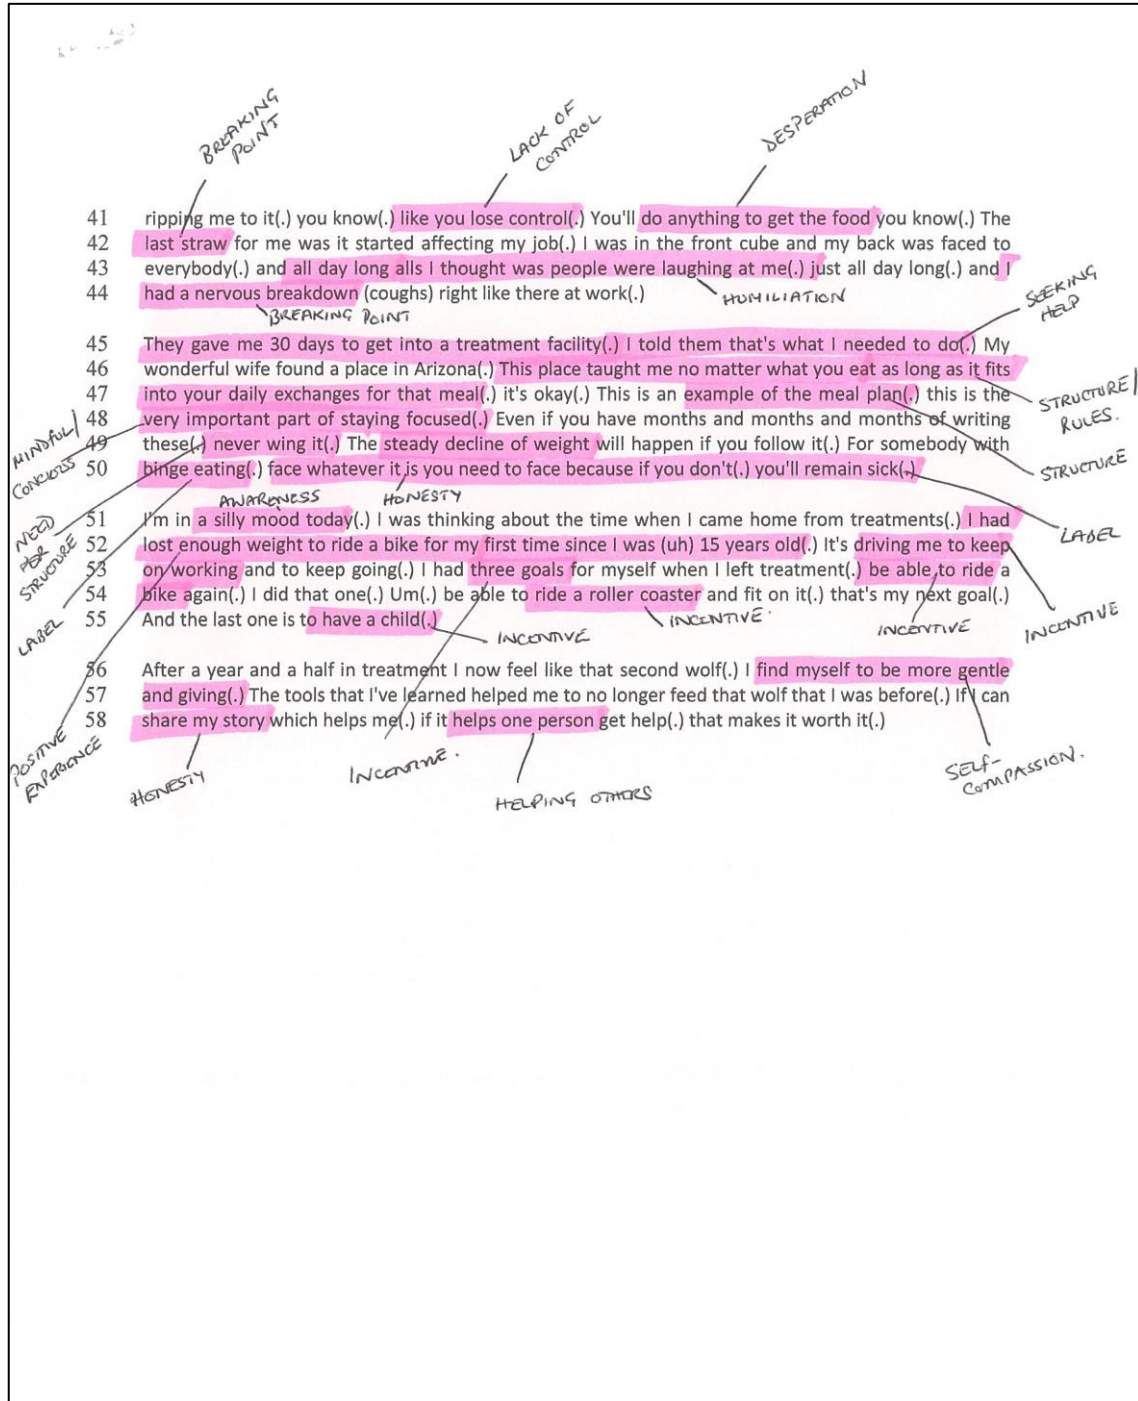 BREAKING
POINT
LACK OF
CONTROL
DESPERATION
41 ripping me to it(.) you know(.) like you lose control(.) You'll do anything to get the food you know(.) The
42 last straw for me was it started affecting my job(.) I was in the front cube and my back was faced to
43 everybody(.) and all day long alls I thought was people were laughing at me(.) just all day long(.) and I
44 had a nervous breakdown (coughs) right like there at work(.)
HUMILIATION
BREAKING POINT
SEEKING
HELP
45 They gave me 30 days to get into a treatment facility(.) I told them that's what I needed to do(.) My
46 wonderful wife found a place in Arizona(.) This place taught me no matter what you eat as long as it fits
47 into your daily exchanges for that meal(.) it's okay(.) This is an example of the meal plan(.) this is the
48 very important part of staying focused(.) Even if you have months and months and months of writing
49 these(.) never wing it(.) The steady decline of weight will happen if you follow it(.) For somebody with
50 binge eating(.) face whatever it is you need to face because if you don't(.) you'll remain sick(.)
STRUCTURE/
RULES.
STRUCTURE
MINDFUL/
CONCIOUS
AWARENESS
HONESTY
LABEL
51 I'm in a silly mood today(.) I was thinking about the time when I came home from treatments(.) I had
52 lost enough weight to ride a bike for my first time since I was (uh) 15 years old(.) It's driving me to keep
53 on working and to keep going(.) I had three goals for myself when I left treatment(.) be able to ride a
54 bike again(.) I did that one(.) Um(.) be able to ride a roller coaster and fit on it(.) that's my next goal(.)
55 And the last one is to have a child(.)
NEED
FOR
STRUCTURE
LABEL
INCENTIVE
INCENTIVE.
INCENTIVE
INCENTIVE
56 After a year and a half in treatment I now feel like that second wolf(.) I find myself to be more gentle
57 and giving(.) The tools that I've learned helped me to no longer feed that wolf that I was before(.) If I can
58 share my story which helps me(.) if it helps one person get help(.) that makes it worth it(.)
POSITIVE
EXPERIENCE
HONESTY
INCENTIVE.
HELPING OTHERS
SELF-
COMPASSION.